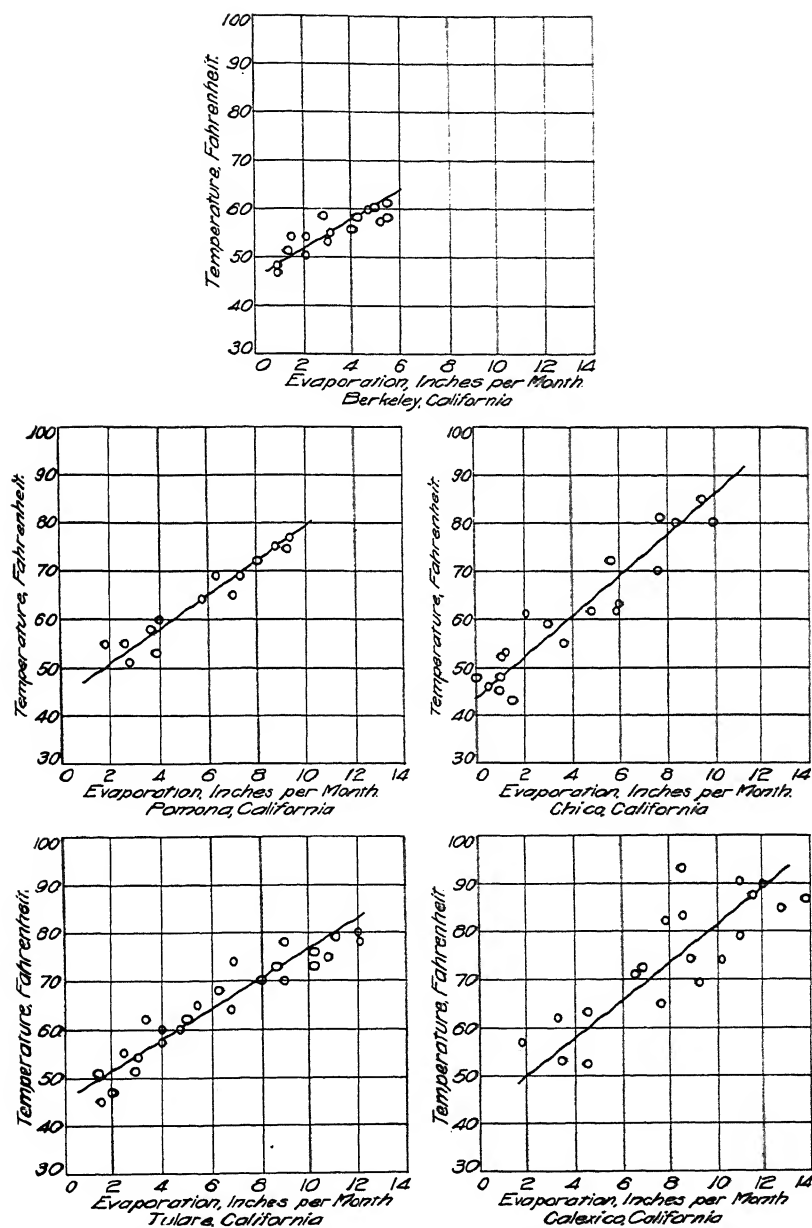 100
90
80
70
60
50
40
30
Temperature, Fahrenheit.
0 2 4 6 8 10 12 14
Evaporation, Inches per Month.
Berkeley, California
100
90
80
70
60
50
40
30
Temperature, Fahrenheit.
0 2 4 6 8 10 12 14
Evaporation, Inches per Month.
Pomona, California
100
90
80
70
60
50
40
30
Temperature, Fahrenheit.
0 2 4 6 8 10 12 14
Evaporation, Inches per Month.
Chico, California
100
90
80
70
60
50
40
30
Temperature, Fahrenheit.
0 2 4 6 8 10 12 14
Evaporation, Inches per Month
Tulare, California
100
90
80
70
60
50
40
30
Temperature, Fahrenheit.
0 2 4 6 8 10 12 14
Evaporation, Inches per Month
Calexico, California